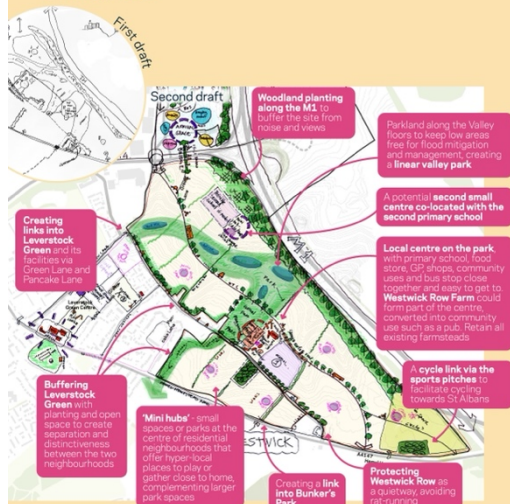 First draft
Second draft
Woodland planting
along the M1 to
buffer the site from
noise and views
Parkland along the Valley
floors to keep low areas
free for flood mitigation
and management, creating
a linear valley park
A potential second small
centre co-located with the
second primary school
Creating
links into
Leverstock
Green and its
facilities via
Green Lane and
Pancake Lane
Local centre on the park,
with primary school, food
store, GP, shops, community
uses and bus stop close
together and easy to get to.
Westwick Row Farm could
form part of the centre,
converted into community
use such as a pub. Retain all
existing farmsteads
Leverstock
Green Centre
A cycle link via the
sports pitches to
facilitate cycling
towards St Albans
Buffering
Leverstock
Green with
planting and open
space to create
separation and
distinctiveness
between the two
neighbourhoods
'Mini hubs' - small
spaces or parks at the
centre of residential
neighbourhoods that
offer hyper-local
places to play or
gather close to home,
complementing larger
park spaces
ESTWICK
A4147
Creating a link
into Bunker's
Park
Protecting
Westwick Row as
a quietway, avoiding
rat-running